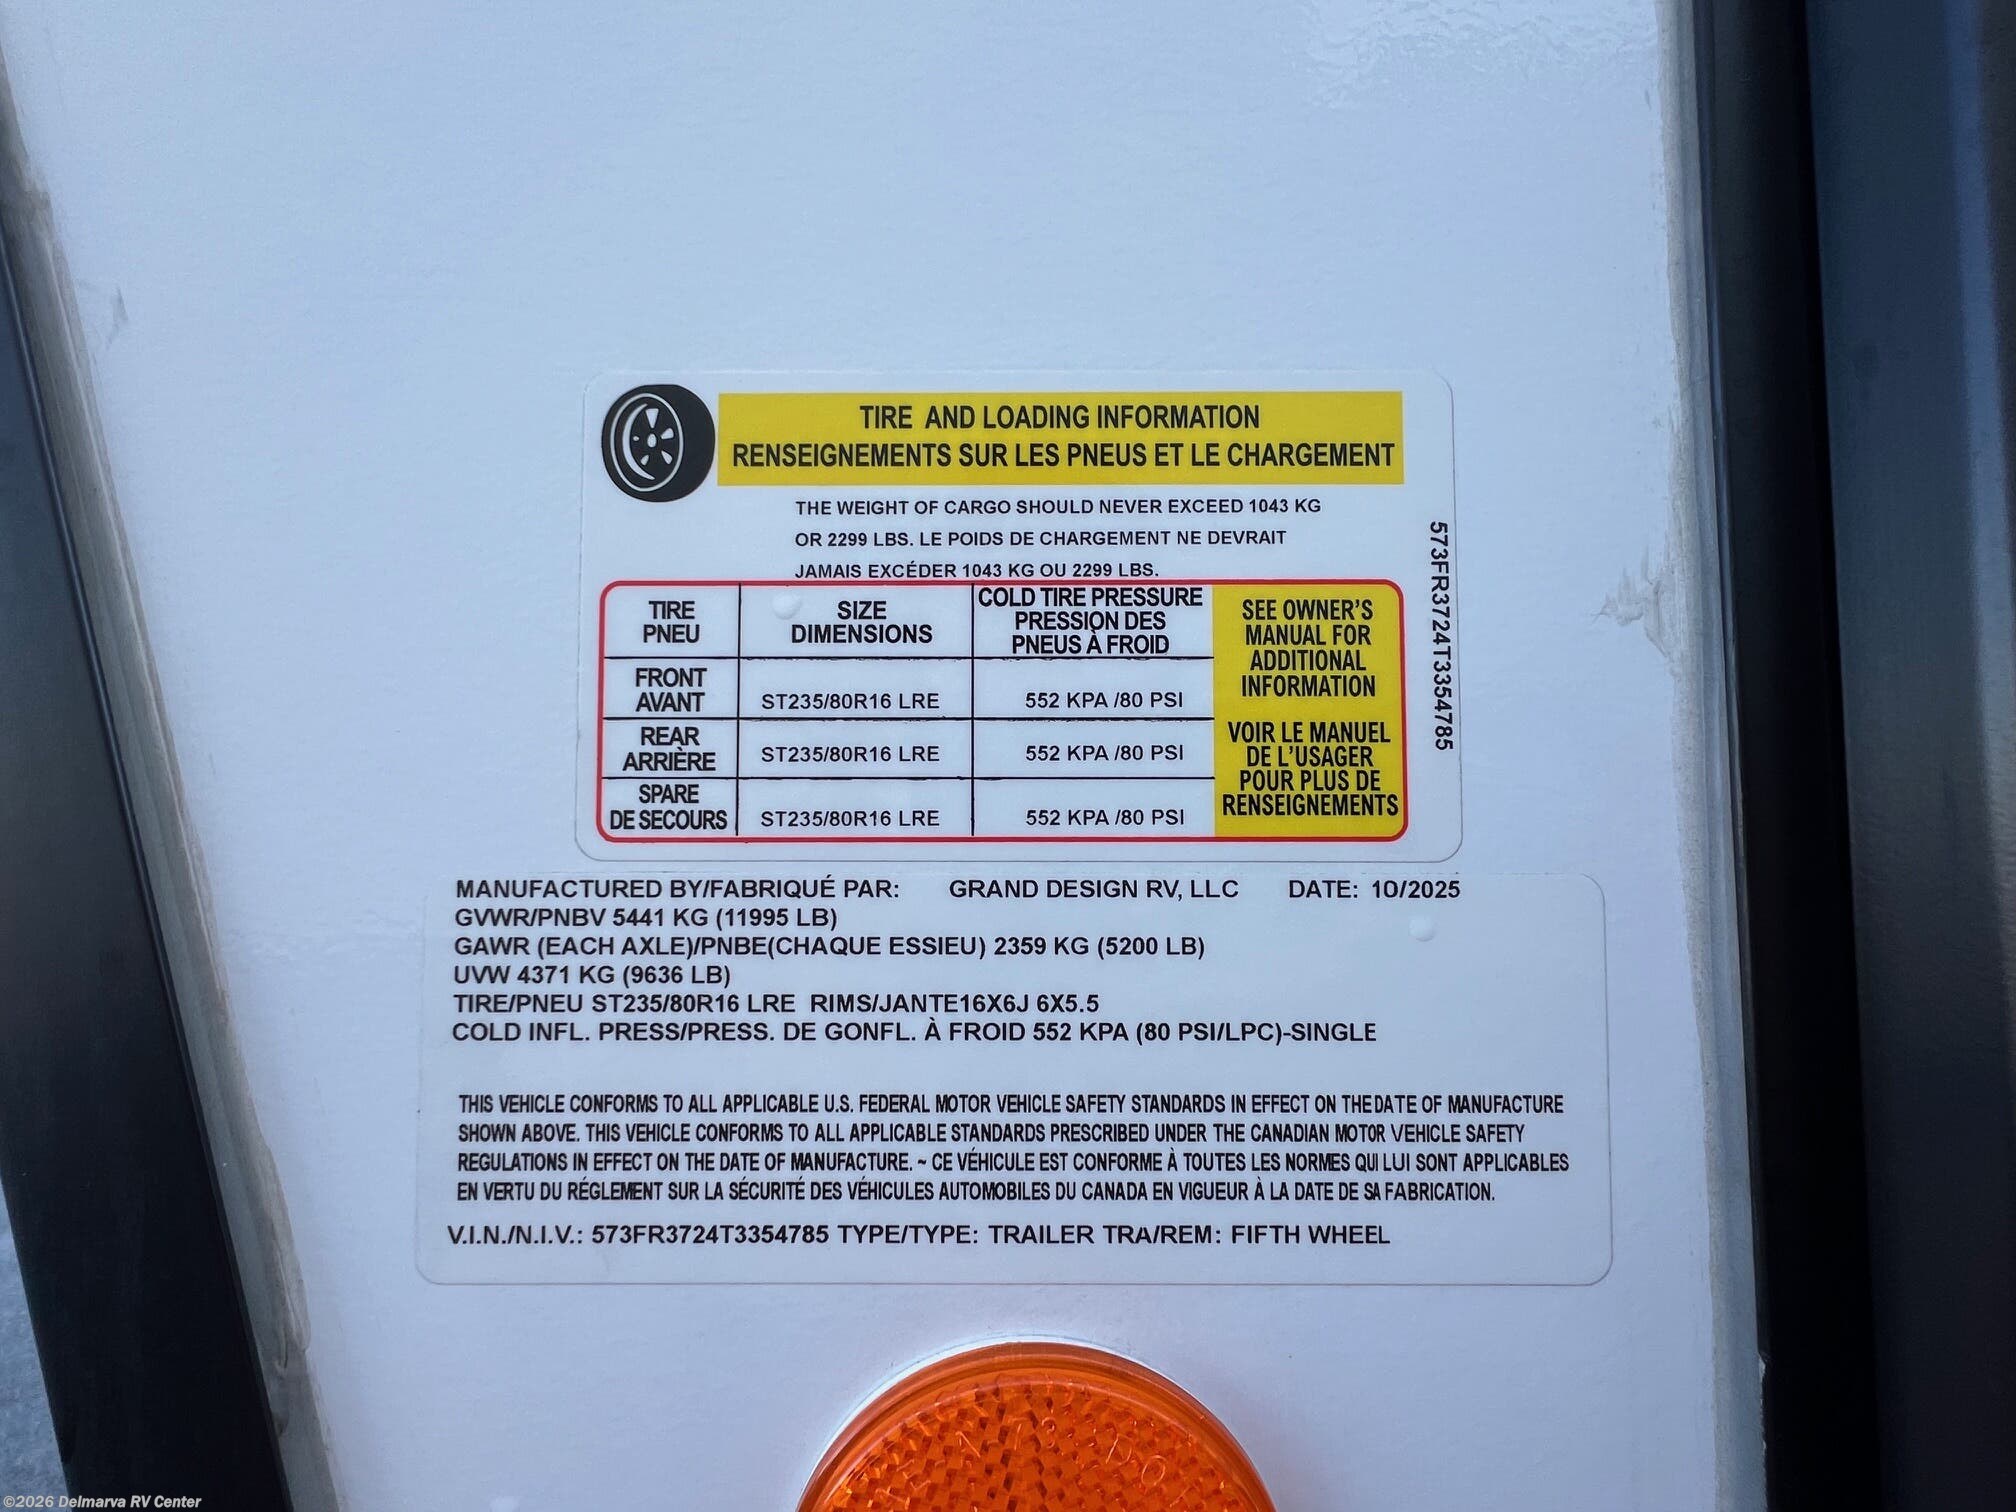 TIRE AND LOADING INFORMATION
RENSEIGNEMENTS SUR LES PNEUS ET LE CHARGEMENT
THE WEIGHT OF CARGO SHOULD NEVER EXCEED 1043 KG
OR 2299 LBS. LE POIDS DE CHARGEMENT NE DEVRAIT
JAMAIS EXCÉDER 1043 KG OU 2299 LBS.
TIRE
PNEU
SIZE
DIMENSIONS
COLD TIRE PRESSURE
PRESSION DES
PNEUS À FROID
FRONT
AVANT
ST235/80R16 LRE
552 KPA /80 PSI
REAR
ARRIÈRE
ST235/80R16 LRE
552 KPA /80 PSI
SPARE
DE SECOURS
ST235/80R16 LRE
552 KPA /80 PSI
SEE OWNER'S
MANUAL FOR
ADDITIONAL
INFORMATION
VOIR LE MANUEL
DE L'USAGER
POUR PLUS DE
RENSEIGNEMENTS
573FR3724T3354785
MANUFACTURED BY/FABRIQUÉ PAR: GRAND DESIGN RV, LLC DATE: 10/2025
GVWR/PNBV 5441 KG (11995 LB)
GAWR (EACH AXLE)/PNBE(CHAQUE ESSIEU) 2359 KG (5200 LB)
UVW 4371 KG (9636 LB)
TIRE/PNEU ST235/80R16 LRE RIMS/JANTE16X6J 6X5.5
COLD INFL. PRESS/PRESS. DE GONFL. À FROID 552 KPA (80 PSI/LPC)-SINGLE
THIS VEHICLE CONFORMS TO ALL APPLICABLE U.S. FEDERAL MOTOR VEHICLE SAFETY STANDARDS IN EFFECT ON THE DATE OF MANUFACTURE
SHOWN ABOVE. THIS VEHICLE CONFORMS TO ALL APPLICABLE STANDARDS PRESCRIBED UNDER THE CANADIAN MOTOR VEHICLE SAFETY
REGULATIONS IN EFFECT ON THE DATE OF MANUFACTURE. ~ CE VÉHICULE EST CONFORME À TOUTES LES NORMES QUI LUI SONT APPLICABLES
EN VERTU DU RÉGLEMENT SUR LA SÉCURITÉ DES VÉHICULES AUTOMOBILES DU CANADA EN VIGUEUR À LA DATE DE SA FABRICATION.
V.I.N./N.I.V.: 573FR3724T3354785 TYPE/TYPE: TRAILER TRA/REM: FIFTH WHEEL
©2026 Delmarva RV Center